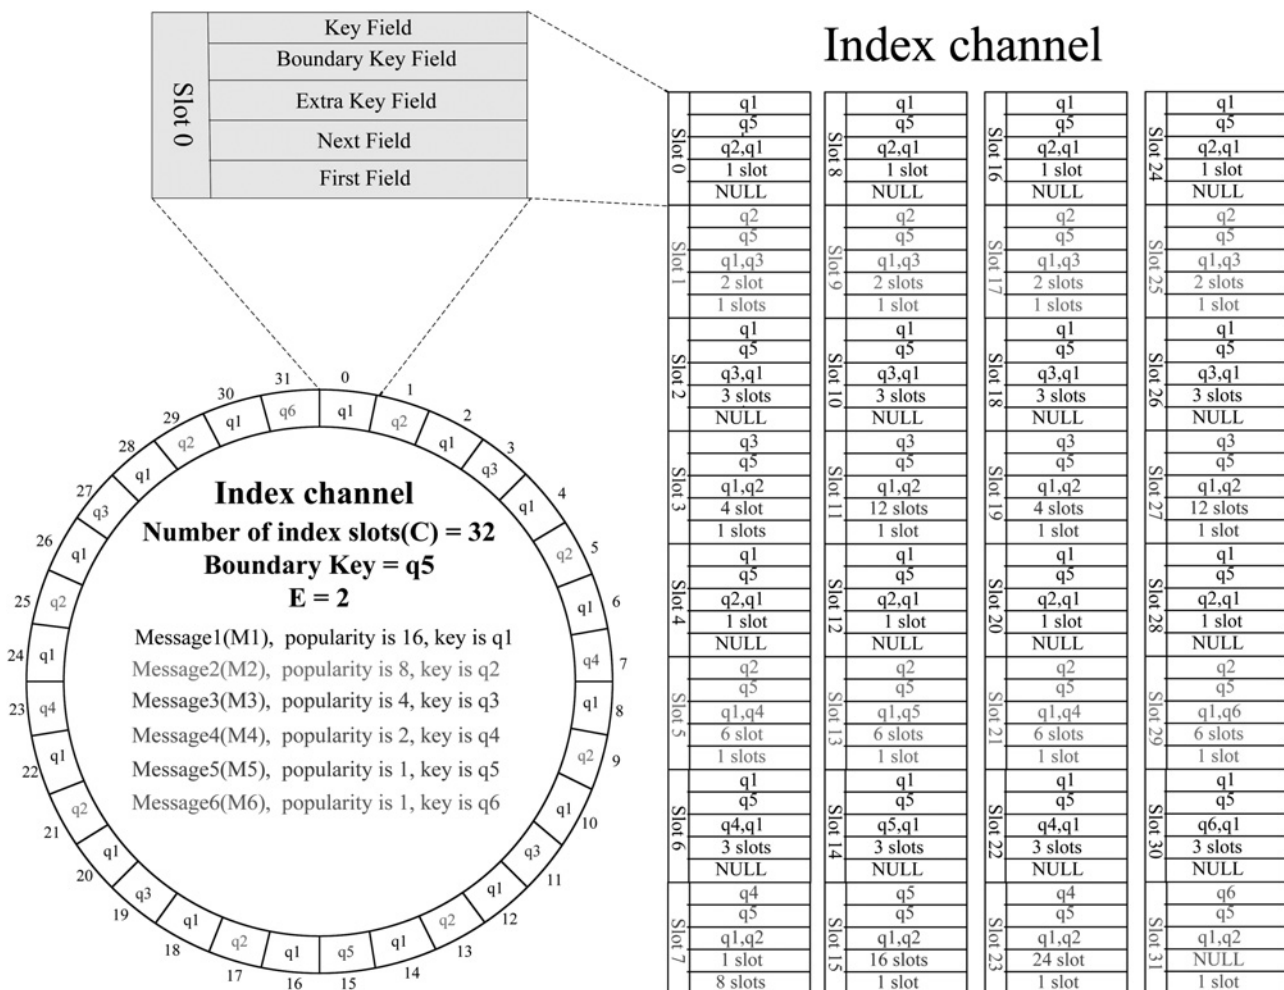 Index channel
Slot 0
Key Field
Boundary Key Field
Extra Key Field
Next Field
First Field
Slot 0
q1
q5
q2,q1
1 slot
NULL
Slot 1
q2
q5
q1,q3
2 slot
1 slots
Slot 2
q1
q5
q3,q1
3 slots
NULL
Slot 3
q3
q5
q1,q2
4 slot
1 slots
Slot 4
q1
q5
q2,q1
1 slot
NULL
Slot 5
q2
q5
q1,q4
6 slot
1 slots
Slot 6
q1
q5
q4,q1
3 slots
NULL
Slot 7
q4
q5
q1,q2
1 slot
8 slots
Slot 8
q1
q5
q2,q1
1 slot
NULL
Slot 9
q2
q5
q1,q3
2 slots
1 slot
Slot 10
q1
q5
q3,q1
3 slots
NULL
Slot 11
q3
q5
q1,q2
12 slots
1 slot
Slot 12
q1
q5
q2,q1
1 slot
NULL
Slot 13
q2
q5
q1,q5
6 slots
1 slot
Slot 14
q1
q5
q5,q1
3 slots
NULL
Slot 15
q5
q5
q1,q2
16 slots
1 slot
Slot 16
q1
q5
q2,q1
1 slot
NULL
Slot 17
q2
q5
q1,q3
2 slots
1 slots
Slot 18
q1
q5
q3,q1
3 slots
NULL
Slot 19
q3
q5
q1,q2
4 slots
1 slot
Slot 20
q1
q5
q2,q1
1 slot
NULL
Slot 21
q2
q5
q1,q4
6 slots
1 slot
Slot 22
q1
q5
q4,q1
3 slots
NULL
Slot 23
q4
q5
q1,q2
24 slot
1 slot
Slot 24
q1
q5
q2,q1
1 slot
NULL
Slot 25
q2
q5
q1,q3
2 slots
1 slot
Slot 26
q1
q5
q3,q1
3 slots
NULL
Slot 27
q3
q5
q1,q2
12 slots
1 slot
Slot 28
q1
q5
q2,q1
1 slot
NULL
Slot 29
q2
q5
q1,q6
6 slots
1 slot
Slot 30
q1
q5
q6,q1
3 slots
NULL
Slot 31
q6
q5
q1,q2
NULL
1 slot
0 q1
1 q2
2 q1
3 q3
4 q1
5 q2
6 q1
7 q4
8 q1
9 q2
10 q1
11 q3
12 q1
13 q2
14 q1
15 q5
16 q1
17 q2
18 q1
19 q3
20 q1
21 q2
22 q1
23 q4
24 q1
25 q2
26 q1
27 q3
28 q1
29 q2
30 q1
31 q6
Index channel
Number of index slots(C) = 32
Boundary Key = q5
E = 2
Message1(M1), popularity is 16, key is q1
Message2(M2), popularity is 8, key is q2
Message3(M3), popularity is 4, key is q3
Message4(M4), popularity is 2, key is q4
Message5(M5), popularity is 1, key is q5
Message6(M6), popularity is 1, key is q6